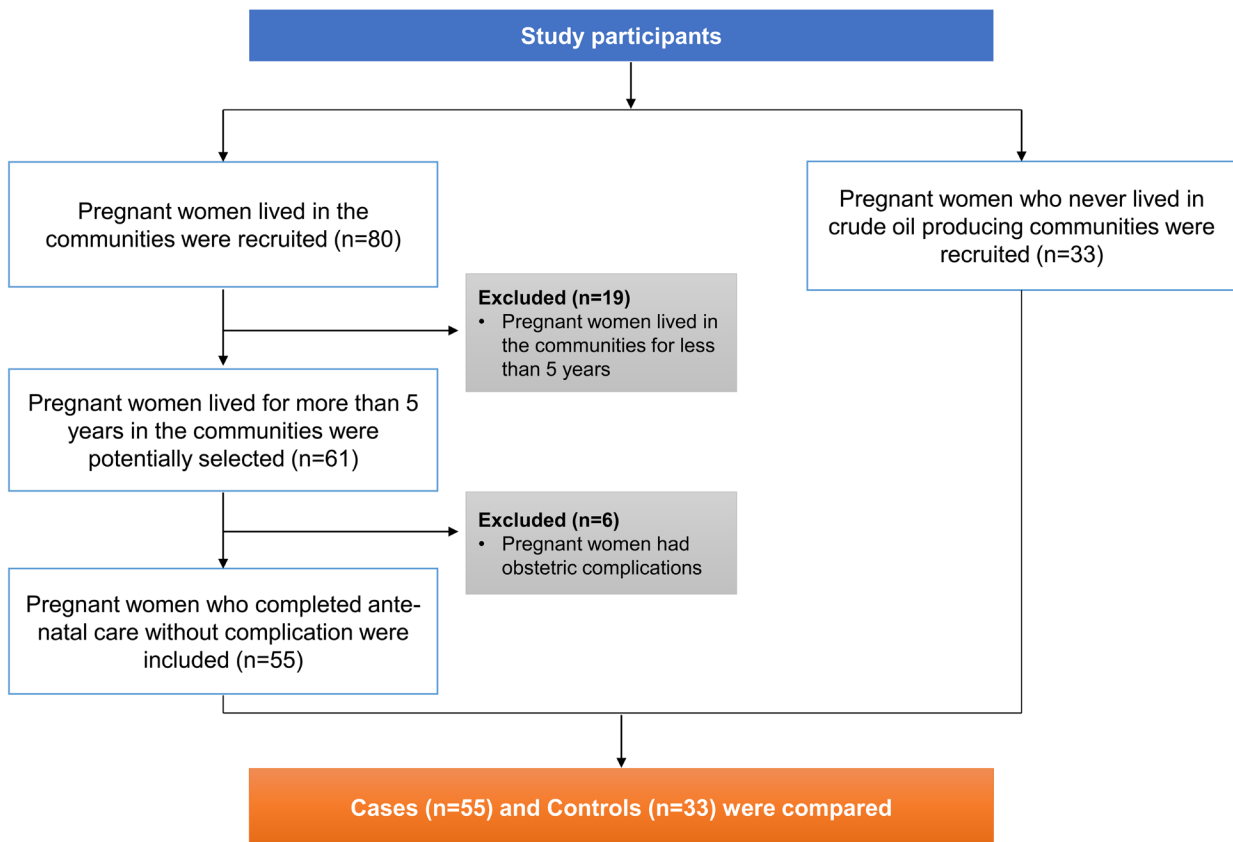 Study participants
Pregnant women lived in the
communities were recruited (n=80)
Pregnant women who never lived in
crude oil producing communities were
recruited (n=33)
Excluded (n=19)
• Pregnant women lived in
the communities for less
than 5 years
Pregnant women lived for more than 5
years in the communities were
potentially selected (n=61)
Excluded (n=6)
• Pregnant women had
obstetric complications
Pregnant women who completed ante-
natal care without complication were
included (n=55)
Cases (n=55) and Controls (n=33) were compared